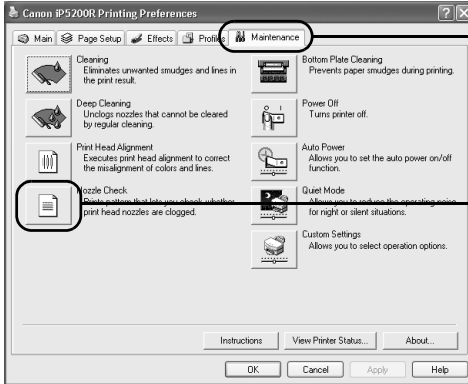 Canon iP5200R Printing Preferences
Main Page Setup Effects Profiles Maintenance
Cleaning
Eliminates unwanted smudges and lines in
the print result.
Deep Cleaning
Unclogs nozzles that cannot be cleared
by regular cleaning.
Print Head Alignment
Executes print head alignment to correct
the misalignment of colors and lines.
Nozzle Check
Prints pattern that lets you check whether
print head nozzles are clogged.
Bottom Plate Cleaning
Prevents paper smudges during printing.
Power Off
Turns printer off.
Auto Power
Allows you to set the auto power on/off
function.
Quiet Mode
Allows you to reduce the operating noise
for night or silent situations.
Custom Settings
Allows you to select operation options.
Instructions View Printer Status... About...
OK Cancel Apply Help